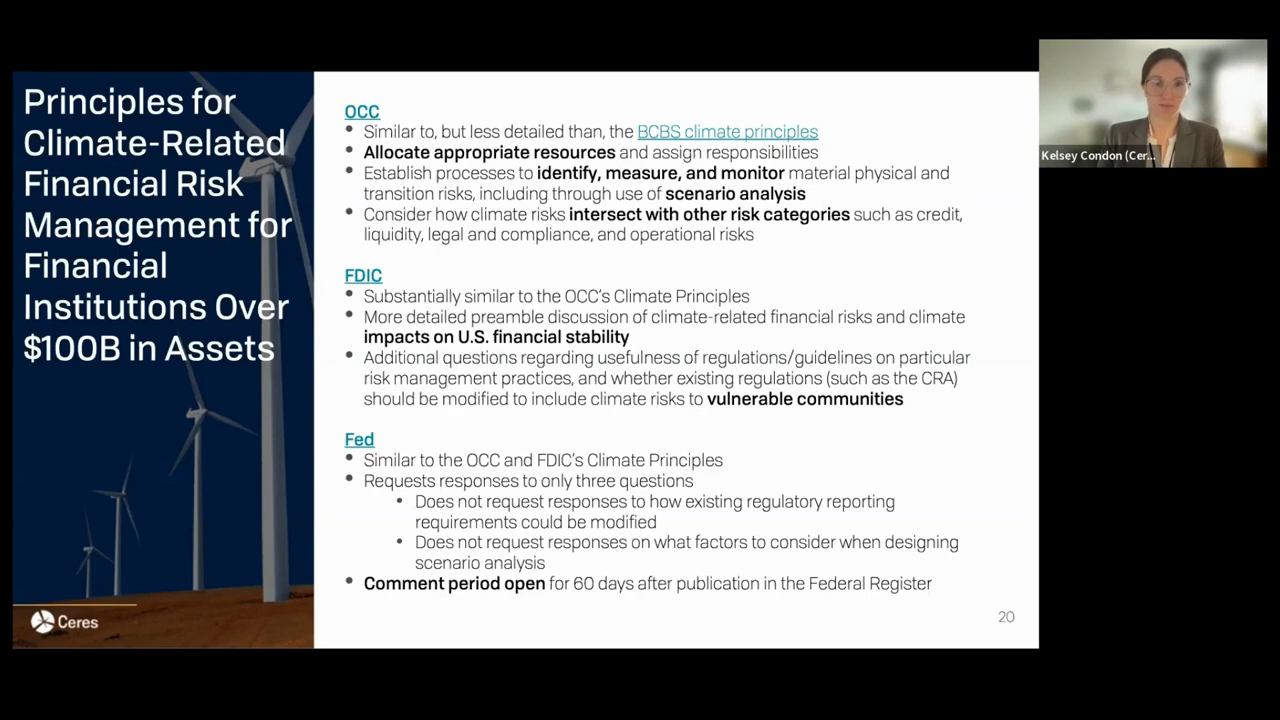 Principles for
Climate-Related
Financial Risk
Management for
Financial
Institutions Over
$100B in Assets
Ceres
OCC
• Similar to, but less detailed than, the BCBS climate principles
• Allocate appropriate resources and assign responsibilities
• Establish processes to identify, measure, and monitor material physical and
transition risks, including through use of scenario analysis
• Consider how climate risks intersect with other risk categories such as credit,
liquidity, legal and compliance, and operational risks
FDIC
• Substantially similar to the OCC's Climate Principles
• More detailed preamble discussion of climate-related financial risks and climate
impacts on U.S. financial stability
• Additional questions regarding usefulness of regulations/guidelines on particular
risk management practices, and whether existing regulations (such as the CRA)
should be modified to include climate risks to vulnerable communities
Fed
• Similar to the OCC and FDIC's Climate Principles
• Requests responses to only three questions
• Does not request responses to how existing regulatory reporting
requirements could be modified
• Does not request responses on what factors to consider when designing
scenario analysis
• Comment period open for 60 days after publication in the Federal Register
20
Kelsey Condon (Cer...